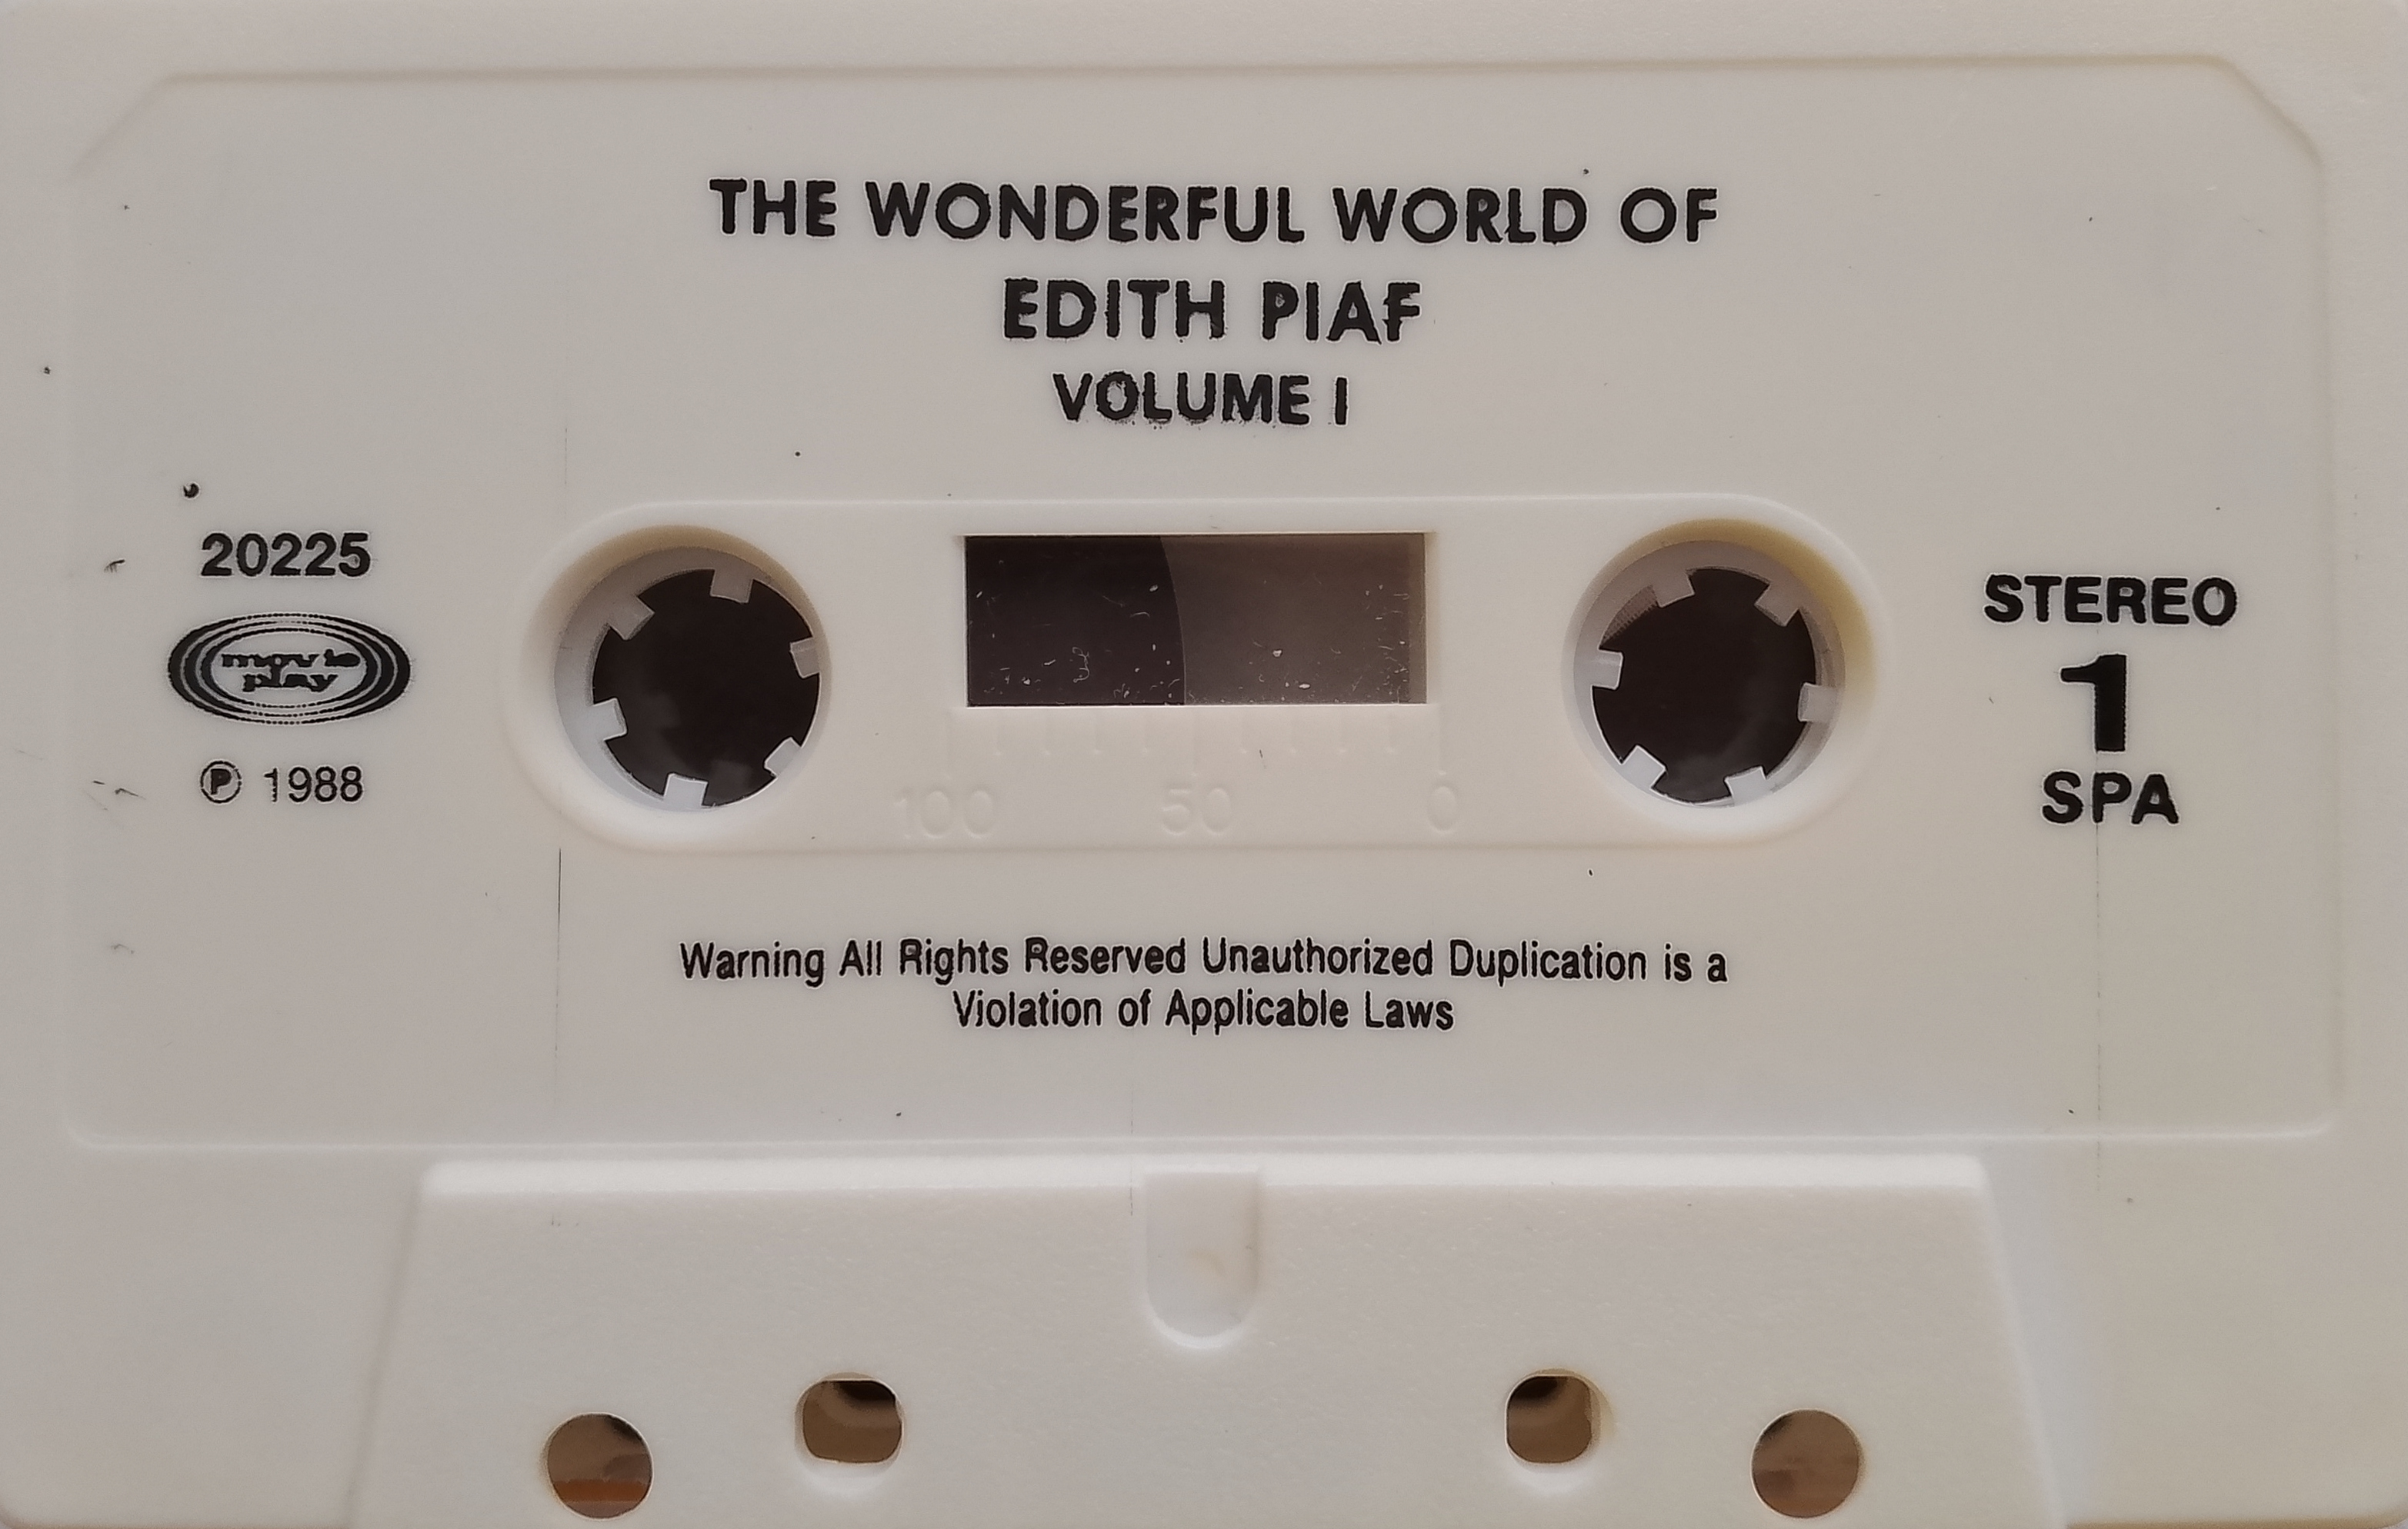 THE WONDERFUL WORLD OF
EDITH PIAF
VOLUME I
20225
movie
play
℗ 1988
100 50 0
STEREO
1
SPA
Warning All Rights Reserved Unauthorized Duplication is a
Violation of Applicable Laws